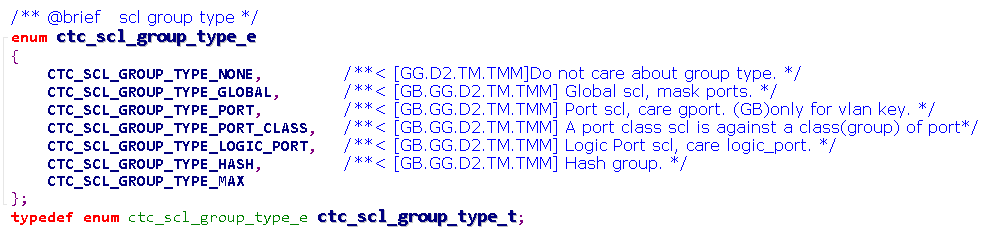 /** @brief   scl group type */
enum ctc_scl_group_type_e
{
    CTC_SCL_GROUP_TYPE_NONE,          /**< [GG.D2.TM.TMM]Do not care about group type. */
    CTC_SCL_GROUP_TYPE_GLOBAL,        /**< [GB.GG.D2.TM.TMM] Global scl, mask ports. */
    CTC_SCL_GROUP_TYPE_PORT,          /**< [GB.GG.D2.TM.TMM] Port scl, care gport. (GB)only for vlan key. */
    CTC_SCL_GROUP_TYPE_PORT_CLASS,    /**< [GB.GG.D2.TM.TMM] A port class scl is against a class(group) of port*/
    CTC_SCL_GROUP_TYPE_LOGIC_PORT,    /**< [GB.GG.D2.TM.TMM] Logic Port scl, care logic_port. */
    CTC_SCL_GROUP_TYPE_HASH,          /**< [GB.GG.D2.TM.TMM] Hash group. */
    CTC_SCL_GROUP_TYPE_MAX
};
typedef enum ctc_scl_group_type_e ctc_scl_group_type_t;